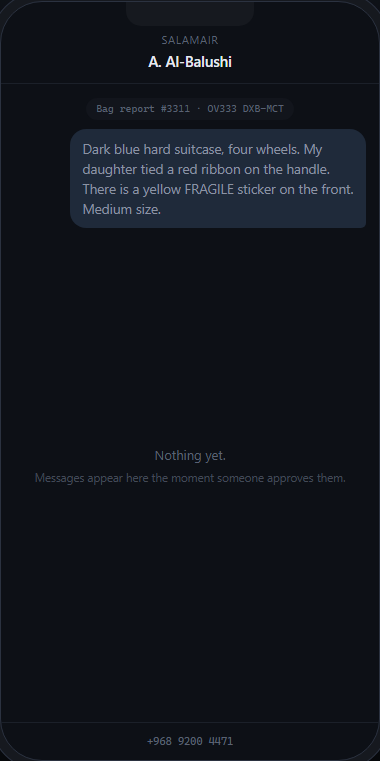 SALAMAIR
A. Al-Balushi
Bag report #3311 · OV333 DXB–MCT
Dark blue hard suitcase, four wheels. My
daughter tied a red ribbon on the handle.
There is a yellow FRAGILE sticker on the front.
Medium size.
Nothing yet.
Messages appear here the moment someone approves them.
+968 9200 4471